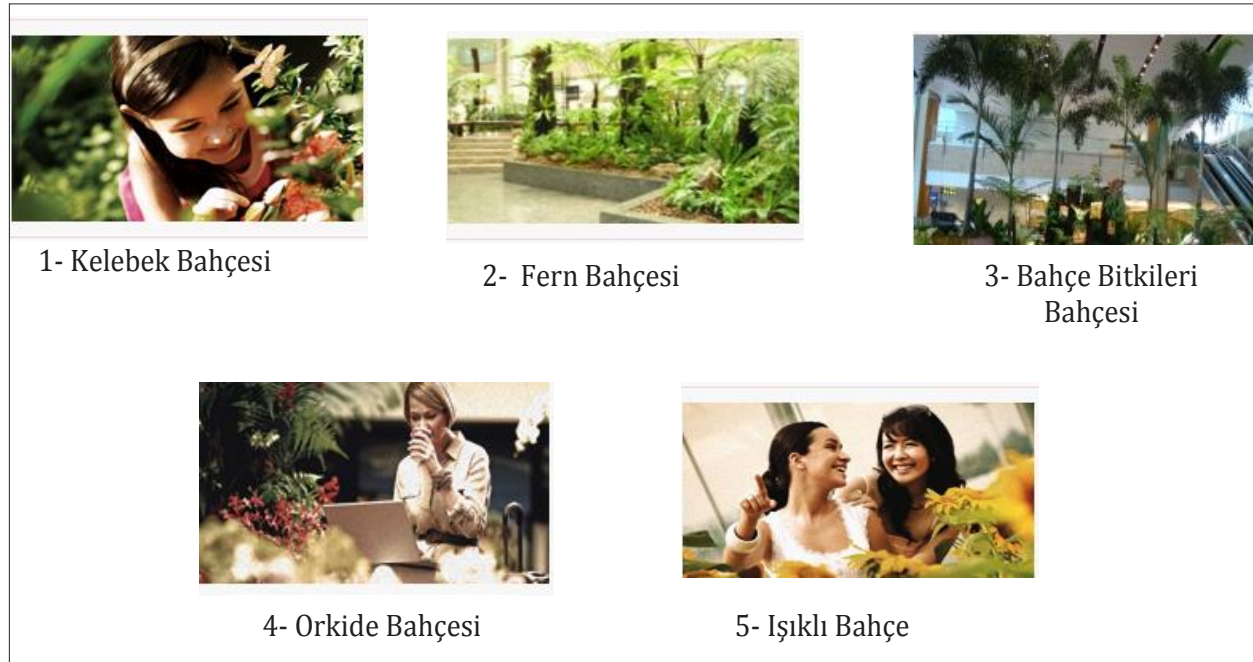 1- Kelebek Bahçesi
2- Fern Bahçesi
3- Bahçe Bitkileri
Bahçesi
4- Orkide Bahçesi
5- Işıklı Bahçe